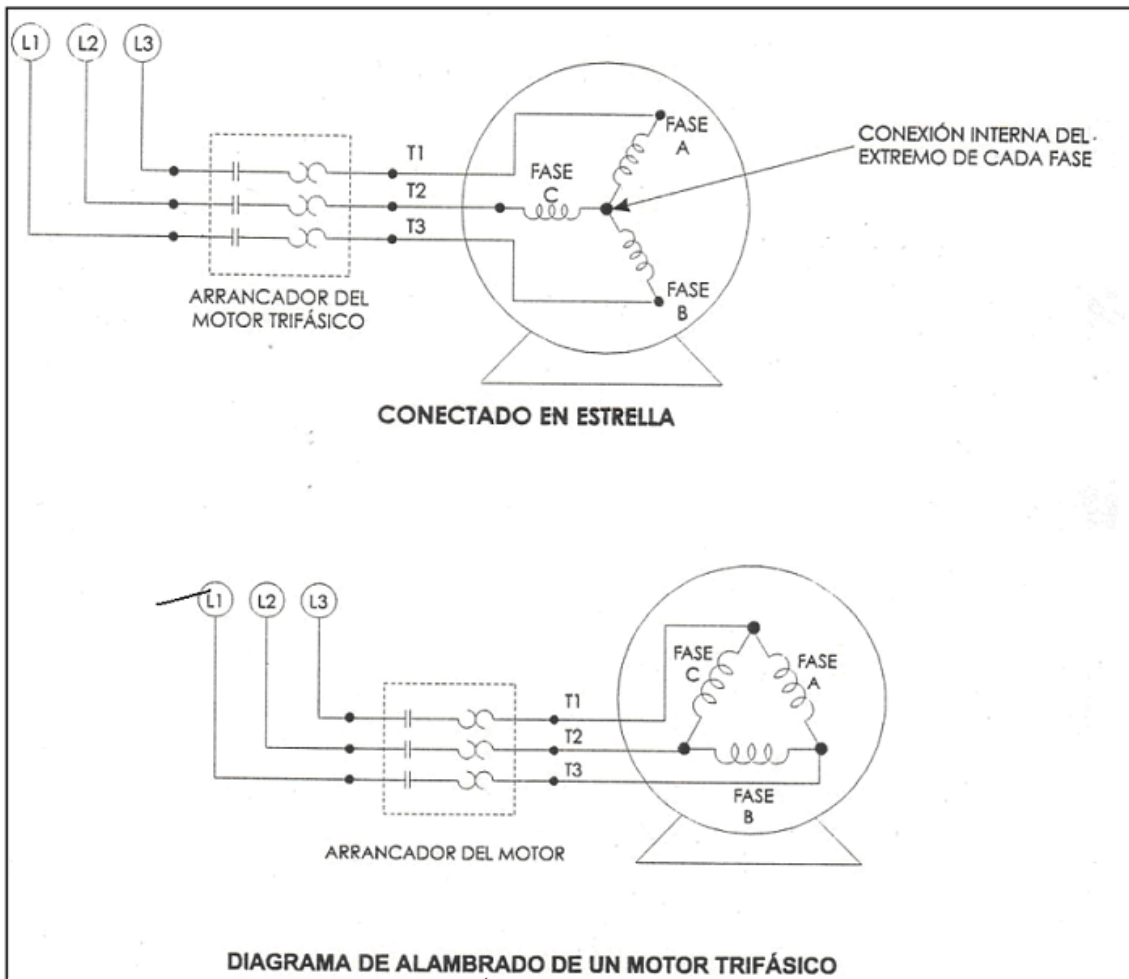 L1 L2 L3
T1
T2
T3
FASE
A
FASE
C
FASE
B
CONEXIÓN INTERNA DEL
EXTREMO DE CADA FASE
ARRANCADOR DEL
MOTOR TRIFÁSICO
CONECTADO EN ESTRELLA
L1 L2 L3
T1
T2
T3
FASE
C
FASE
A
FASE
B
ARRANCADOR DEL MOTOR
DIAGRAMA DE ALAMBRADO DE UN MOTOR TRIFÁSICO